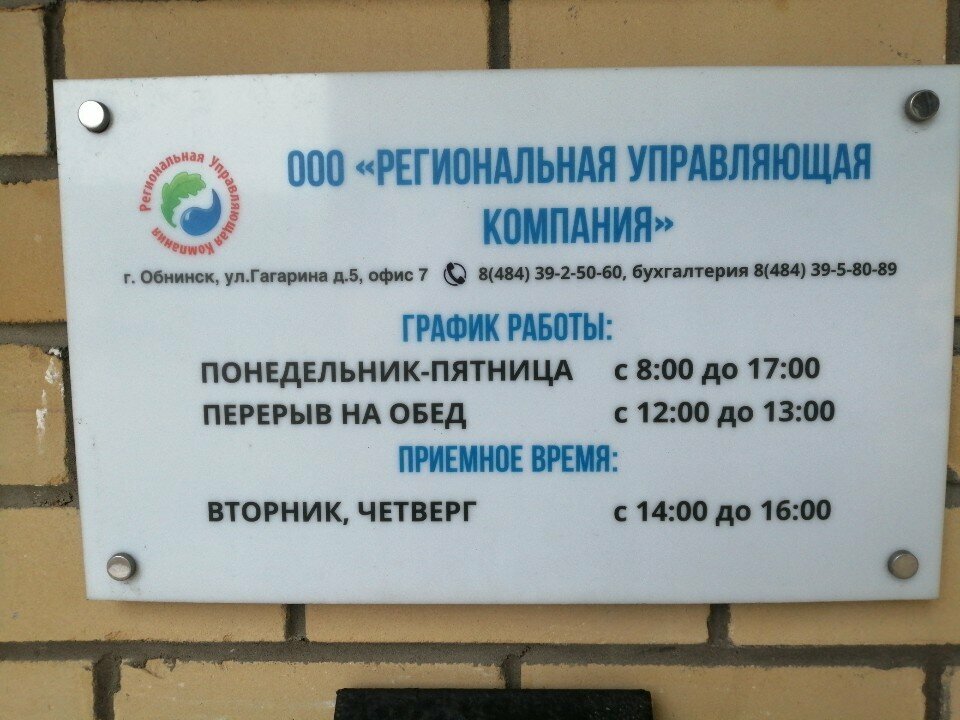 Региональная Управляющая Компания
ООО «РЕГИОНАЛЬНАЯ УПРАВЛЯЮЩАЯ
КОМПАНИЯ»
г. Обнинск, ул.Гагарина д.5, офис 7 8(484) 39-2-50-60, бухгалтерия 8(484) 39-5-80-89
ГРАФИК РАБОТЫ:
ПОНЕДЕЛЬНИК-ПЯТНИЦА с 8:00 до 17:00
ПЕРЕРЫВ НА ОБЕД с 12:00 до 13:00
ПРИЕМНОЕ ВРЕМЯ:
ВТОРНИК, ЧЕТВЕРГ с 14:00 до 16:00